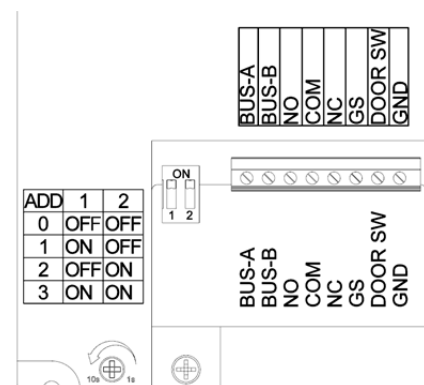 BUS-A
BUS-B
NO
COM
NC
GS
DOOR SW
GND
ON
1 2
ADD 1 2
0 OFF OFF
1 ON OFF
2 OFF ON
3 ON ON
BUS-A
BUS-B
NO
COM
NC
GS
DOOR SW
GND
10s 1s